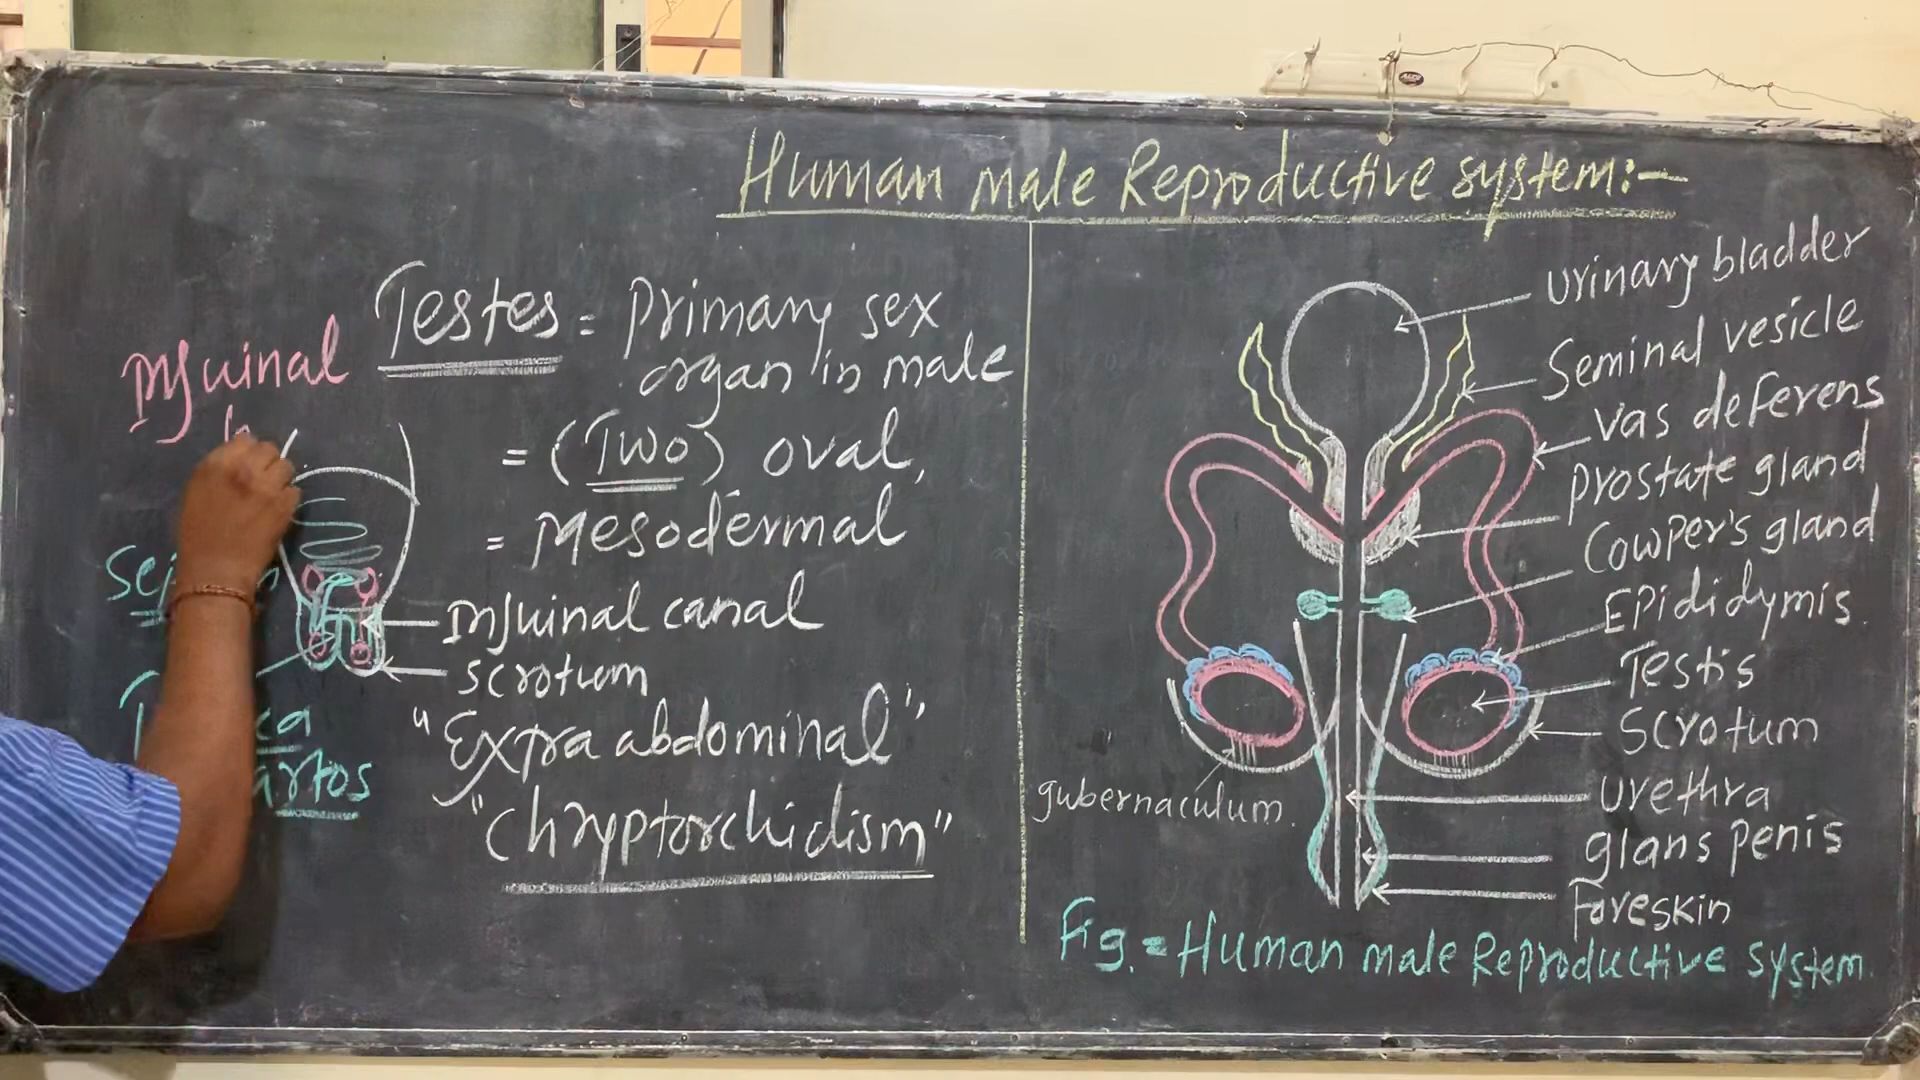 Human male Reproductive system:-
Testes = Primary sex
organ in male
= (Two) oval,
= Mesodermal
Inguinal
Inguinal canal
scrotum
"Extra abdominal"
"Chryptorchidism"
urinary bladder
Seminal vesicle
Vas deferens
prostate gland
Cowper's gland
Epididymis
Testis
Scrotum
gubernaculum.
urethra
glans penis
Foreskin
Fig. = Human male Reproductive system